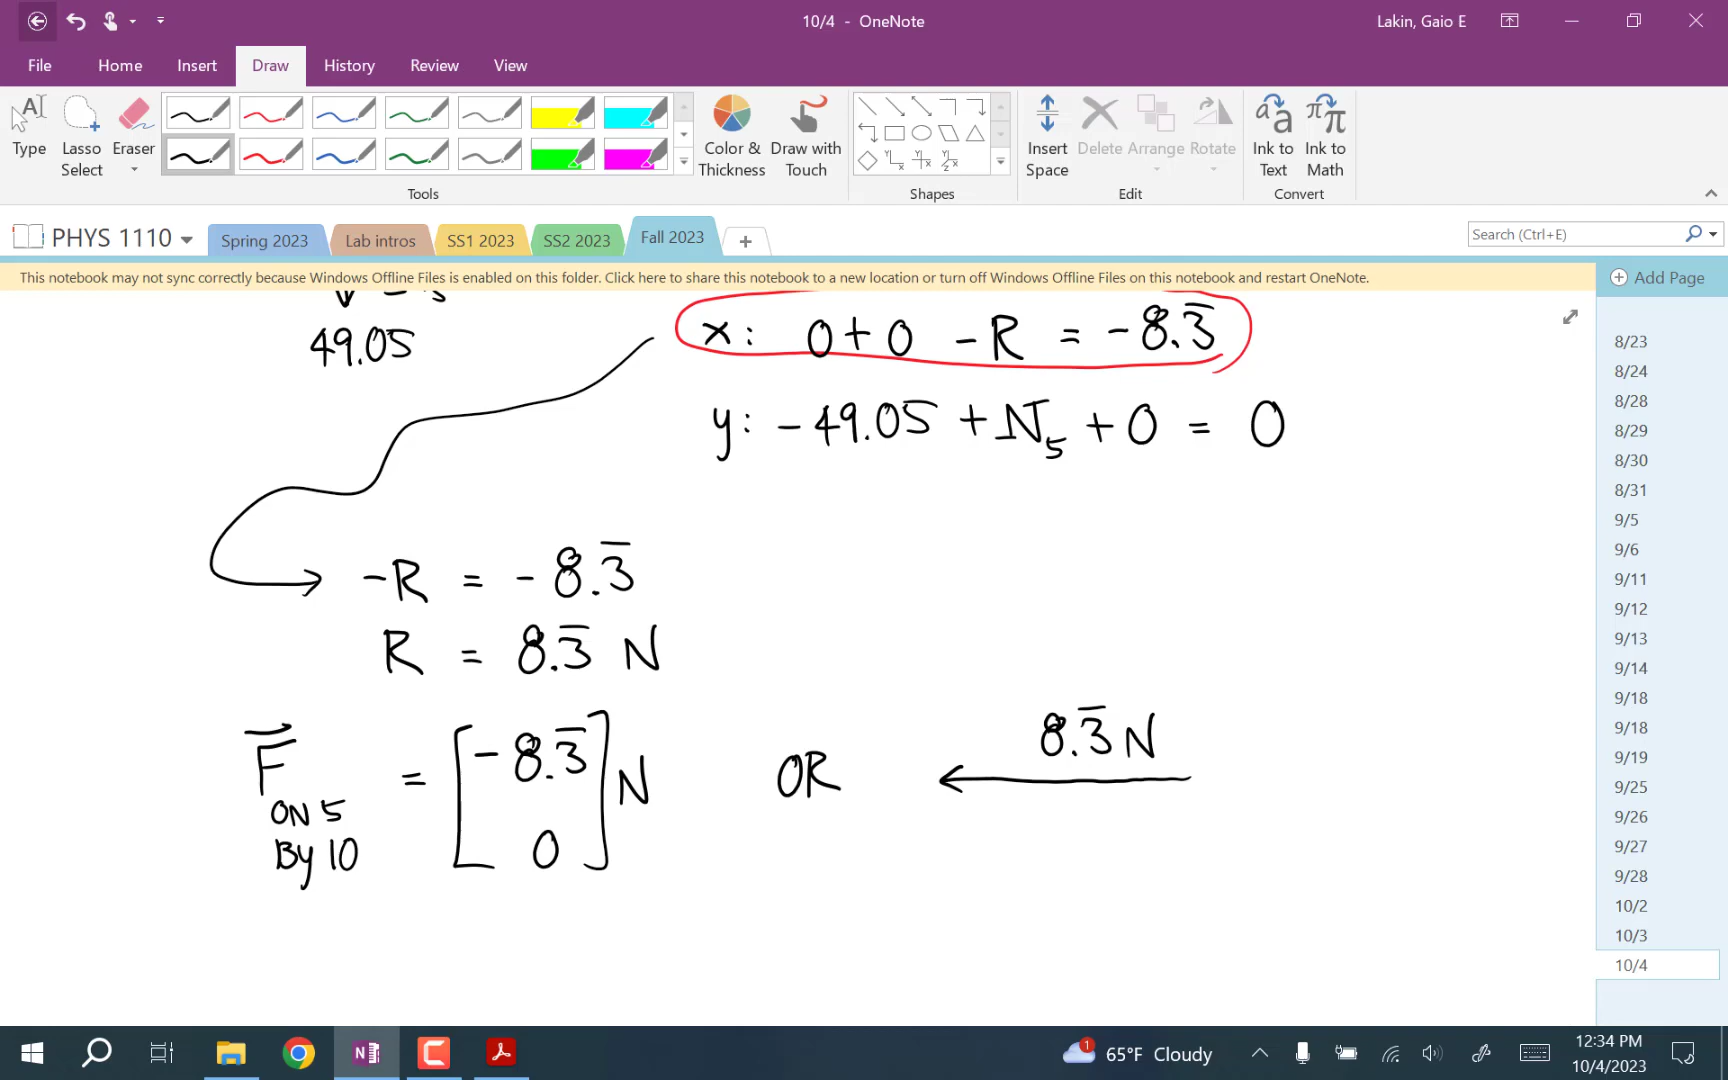 10/4 - OneNote
Lakin, Gaio E
File Home Insert Draw History Review View
Type
Lasso Select
Eraser
Color & Thickness
Draw with Touch
Insert Space
Delete
Arrange
Rotate
Ink to Text
Ink to Math
Tools
Shapes
Edit
Convert
PHYS 1110
Spring 2023
Lab intros
SS1 2023
SS2 2023
Fall 2023
Search (Ctrl+E)
This notebook may not sync correctly because Windows Offline Files is enabled on this folder. Click here to share this notebook to a new location or turn off Windows Offline Files on this notebook and restart OneNote.
Add Page
8/23
8/24
8/28
8/29
8/30
8/31
9/5
9/6
9/11
9/12
9/13
9/14
9/18
9/18
9/19
9/25
9/26
9/27
9/28
10/2
10/3
10/4
49.05
x: 0 + 0 - R = -8.3̅
y: -49.05 + N₅ + 0 = 0
-R = -8.3̅
R = 8.3̅ N
F⃗ ON 5 By 10 = [-8.3̅ 0] N OR 8.3̅ N
65°F Cloudy
12:34 PM
10/4/2023